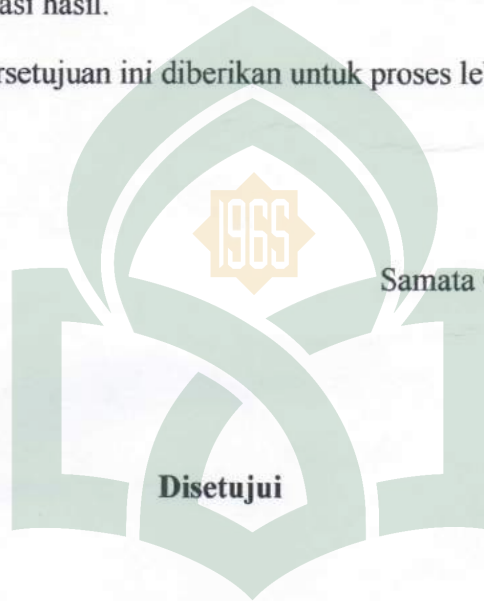 asi hasil.
rsetujuan ini diberikan untuk proses le
1965
Samata
Disetujui